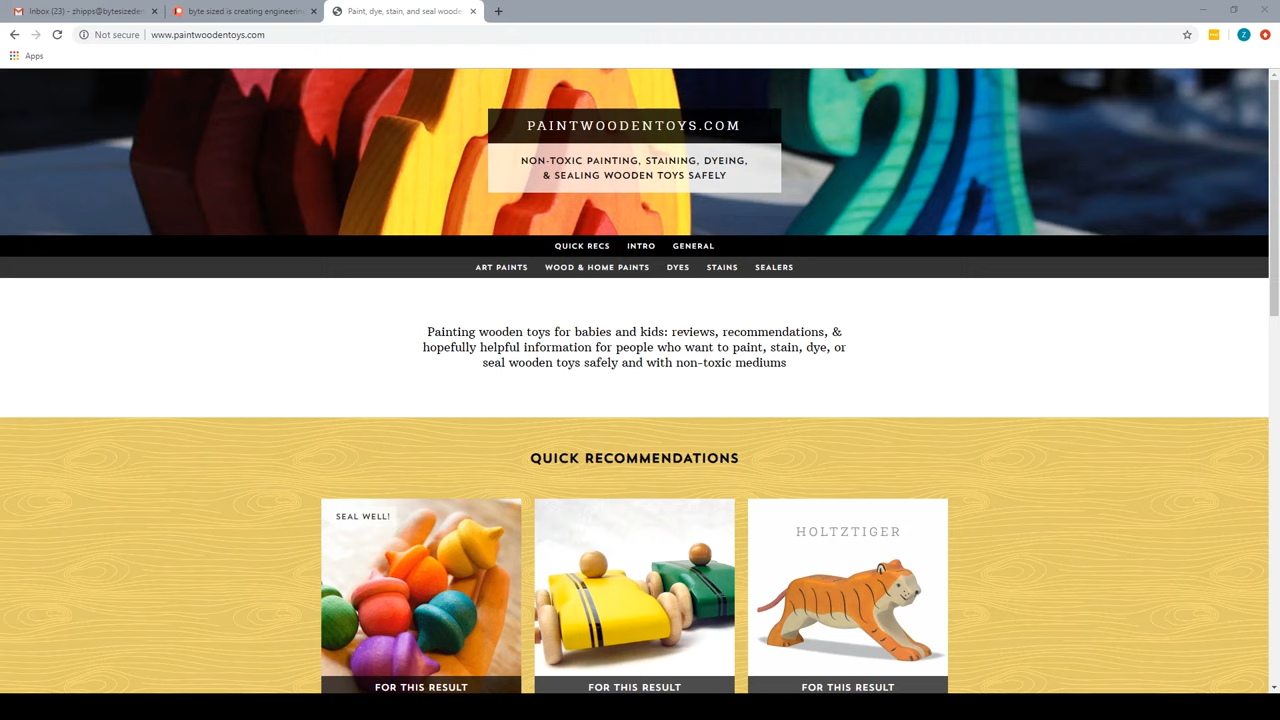 Inbox (23) - zhipps@bytesizede
byte sized is creating engineerin
Paint, dye, stain, and seal woode
Not secure
www.paintwoodentoys.com
Z
Apps
PAINTWOODENTOYS.COM
NON-TOXIC PAINTING, STAINING, DYEING,
& SEALING WOODEN TOYS SAFELY
QUICK RECS INTRO GENERAL
ART PAINTS WOOD & HOME PAINTS DYES STAINS SEALERS
Painting wooden toys for babies and kids: reviews, recommendations, &
hopefully helpful information for people who want to paint, stain, dye, or
seal wooden toys safely and with non-toxic mediums
QUICK RECOMMENDATIONS
SEAL WELL!
HOLTZTIGER
FOR THIS RESULT
FOR THIS RESULT
FOR THIS RESULT